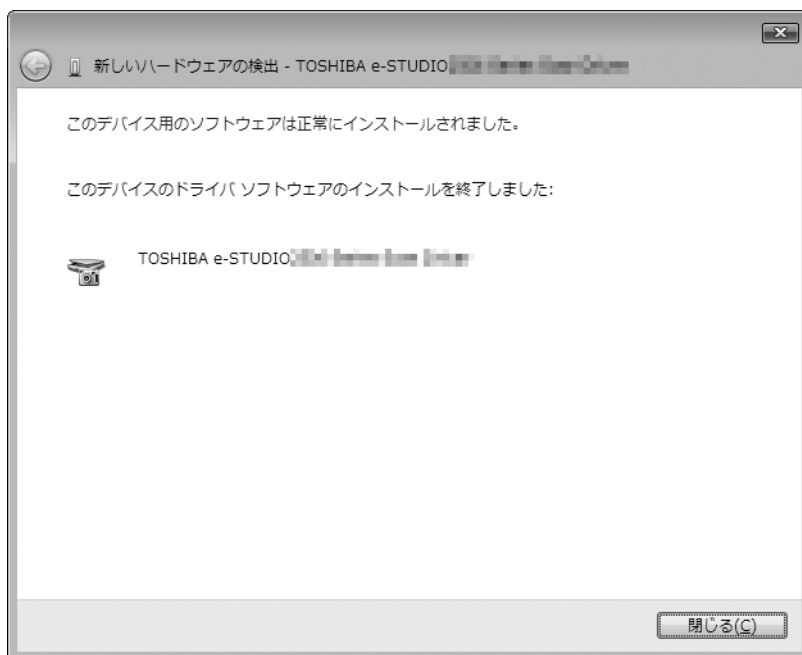 新しいハードウェアの検出 - TOSHIBA e-STUDIO
このデバイス用のソフトウェアは正常にインストールされました。
このデバイスのドライバ ソフトウェアのインストールを終了しました:
TOSHIBA e-STUDIO
閉じる(C)